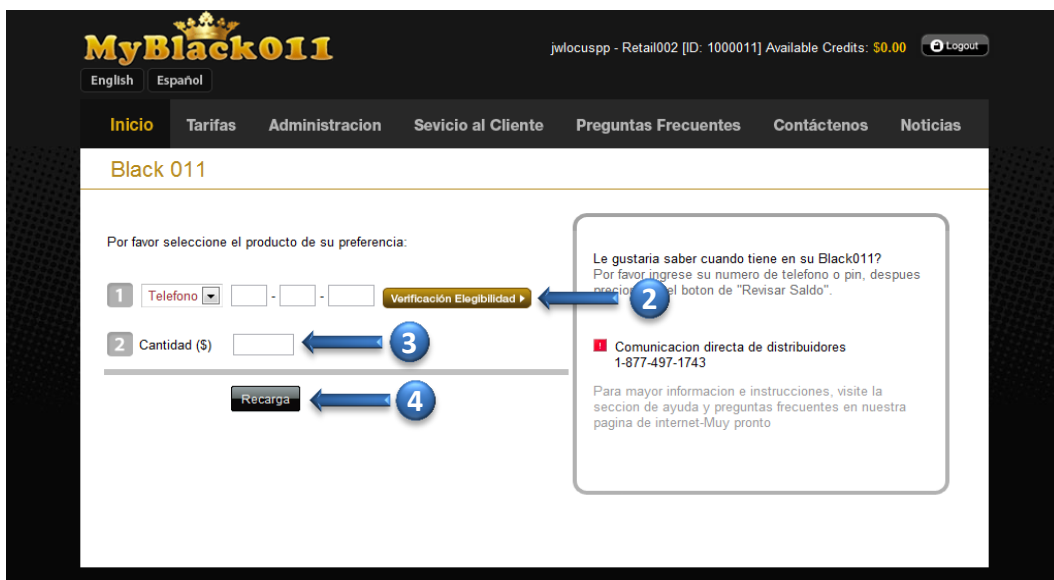 MyBlack011
jwlocuspp - Retail002 [ID: 1000011] Available Credits: $0.00 Logout
English Español
Inicio Tarifas Administracion Sevicio al Cliente Preguntas Frecuentes Contáctenos Noticias
Black 011
Por favor seleccione el producto de su preferencia:
1 Telefono - - Verificación Elegibilidad 2
2 Cantidad ($) 3
Recarga 4
Le gustaria saber cuando tiene en su Black011?
Por favor ingrese su numero de telefono o pin, despues
el boton de "Revisar Saldo".
! Comunicacion directa de distribuidores
1-877-497-1743
Para mayor informacion e instrucciones, visite la
seccion de ayuda y preguntas frecuentes en nuestra
pagina de internet-Muy pronto